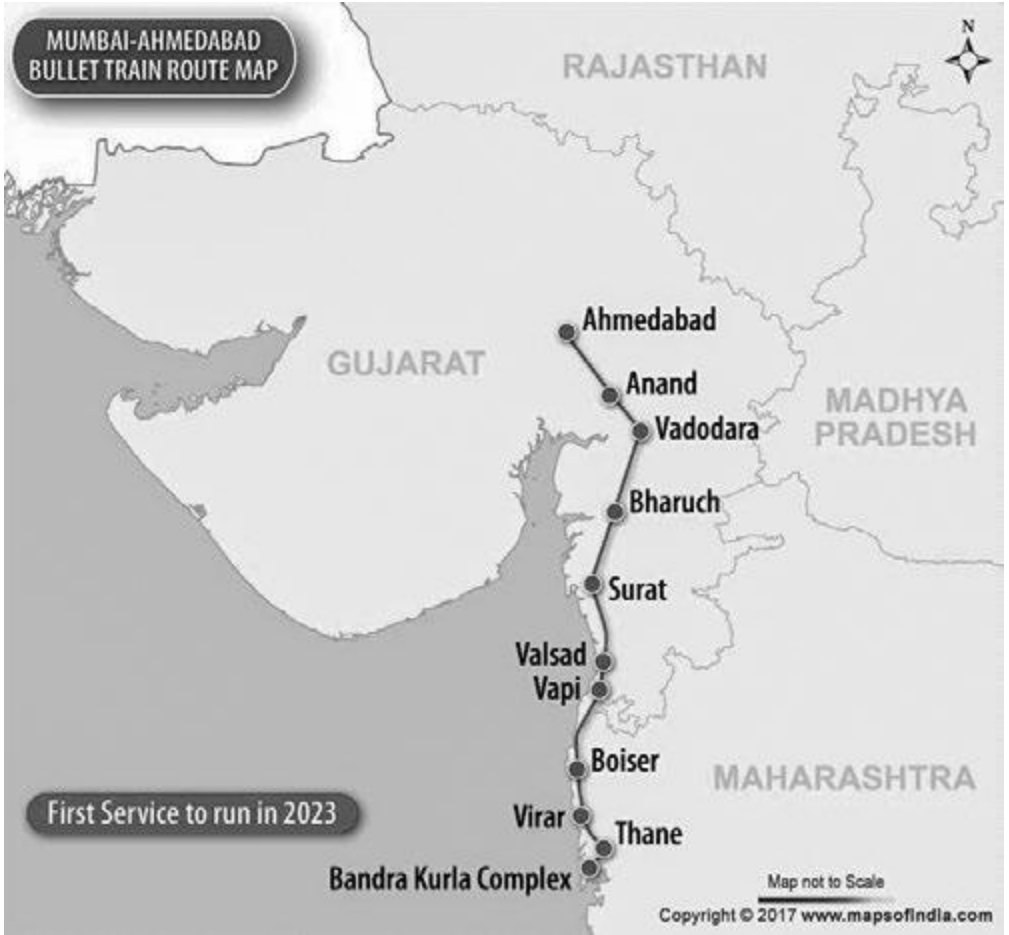 MUMBAI-AHMEDABAD
BULLET TRAIN ROUTE MAP
N
RAJASTHAN
Ahmedabad
GUJARAT
Anand
MADHYA
PRADESH
Vadodara
Bharuch
Surat
Valsad
Vapi
Boiser
MAHARASHTRA
First Service to run in 2023
Virar
Thane
Bandra Kurla Complex
Map not to Scale
Copyright © 2017 www.mapsofindia.com